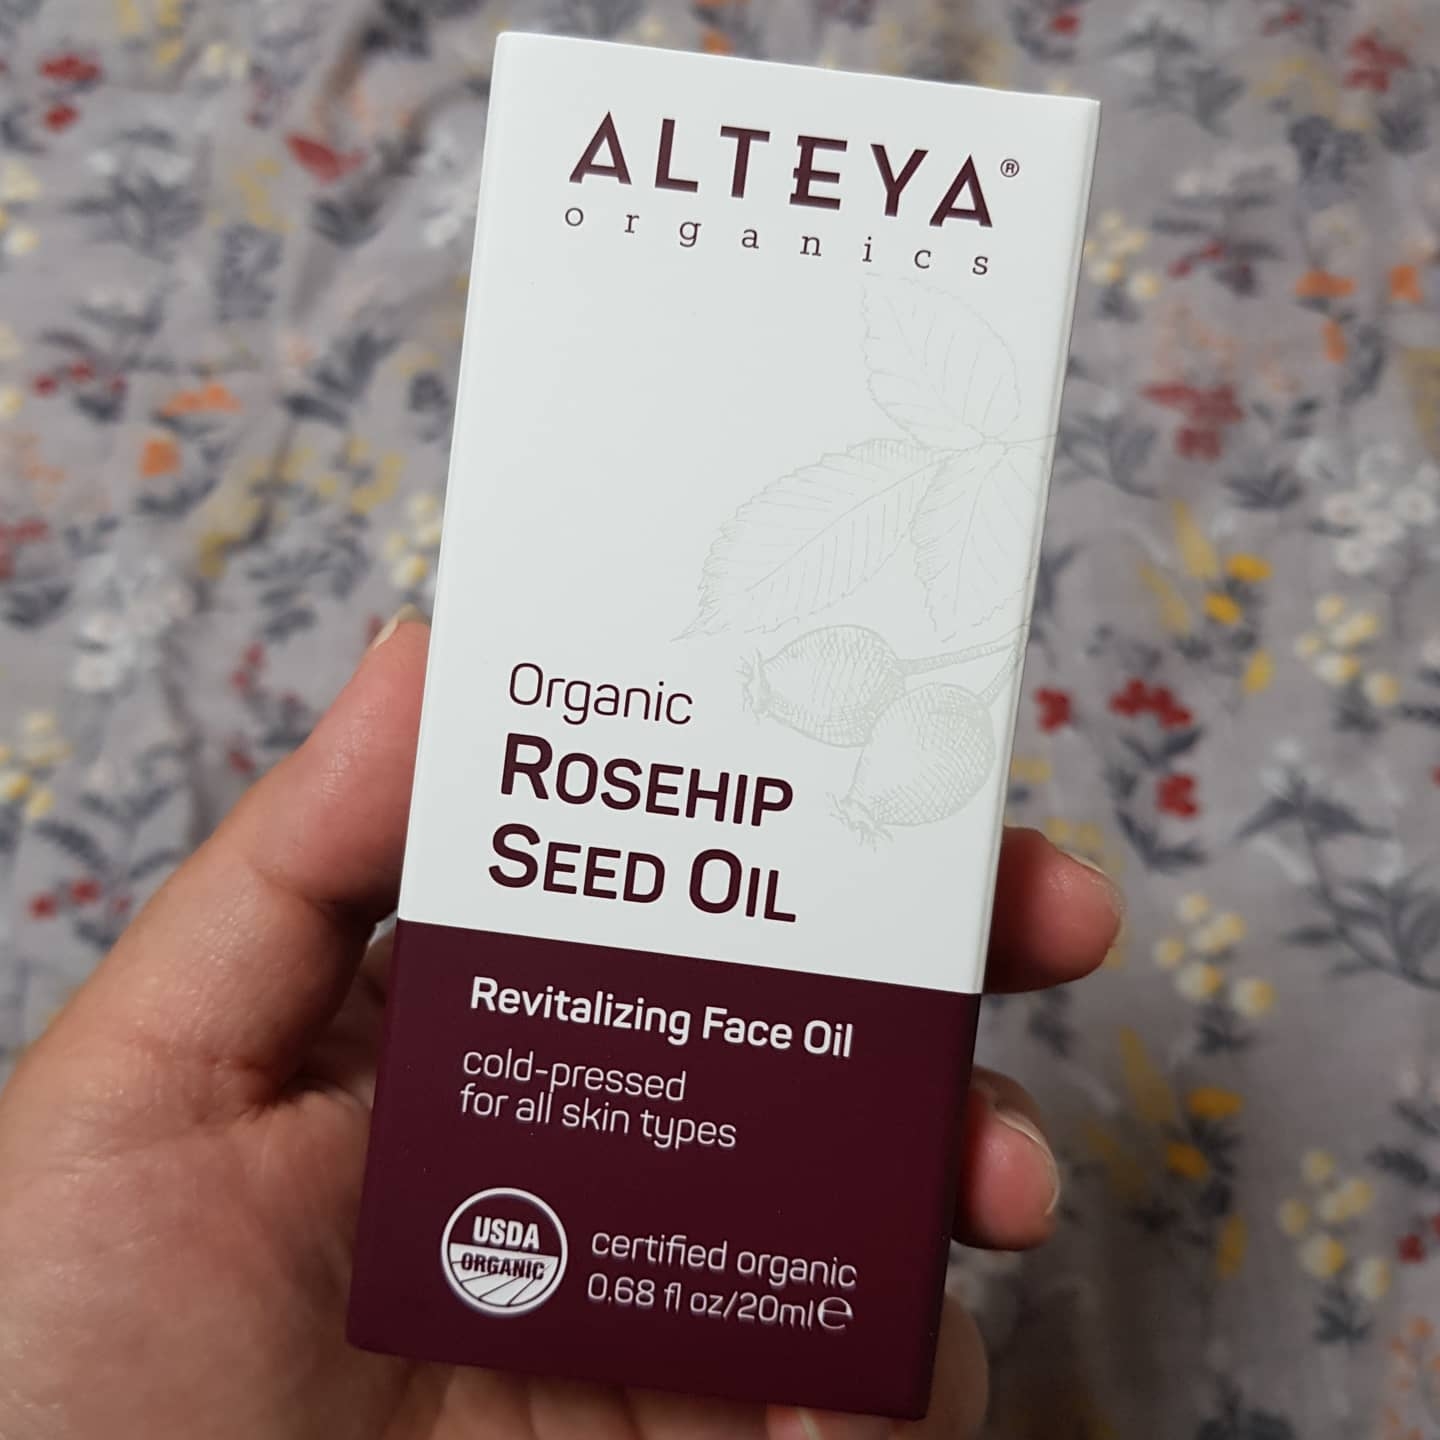 ALTEYA®
organics
Organic
ROSEHIP
SEED OIL
Revitalizing Face Oil
cold-pressed
for all skin types
USDA
ORGANIC
certified organic
0.68 fl oz/20ml℮